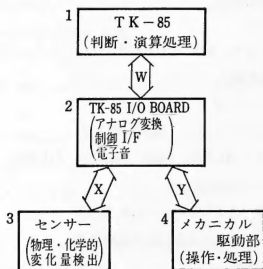 1
TK-85
(判断・演算処理)
W
2
TK-85 I/O BOARD
(アナログ変換
制御 I/F
電子音)
X
Y
3
センサー
(物理・化学的
変化量検出)
4
メカニカル
駆動部
(操作・処理)